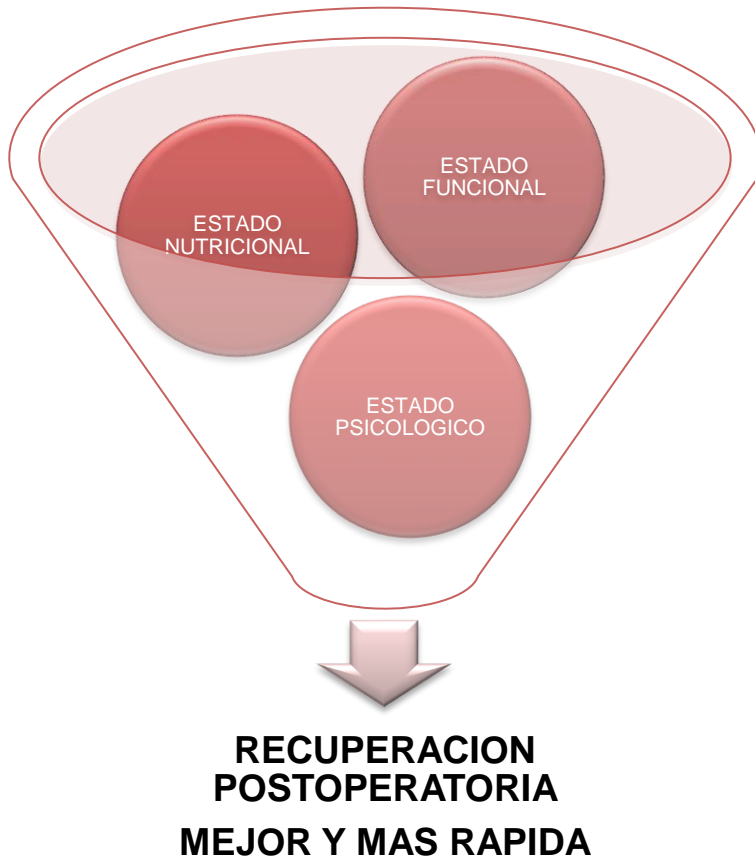 ESTADO
FUNCIONAL
ESTADO
NUTRICIONAL
ESTADO
PSICOLOGICO
RECUPERACION
POSTOPERATORIA
MEJOR Y MAS RAPIDA